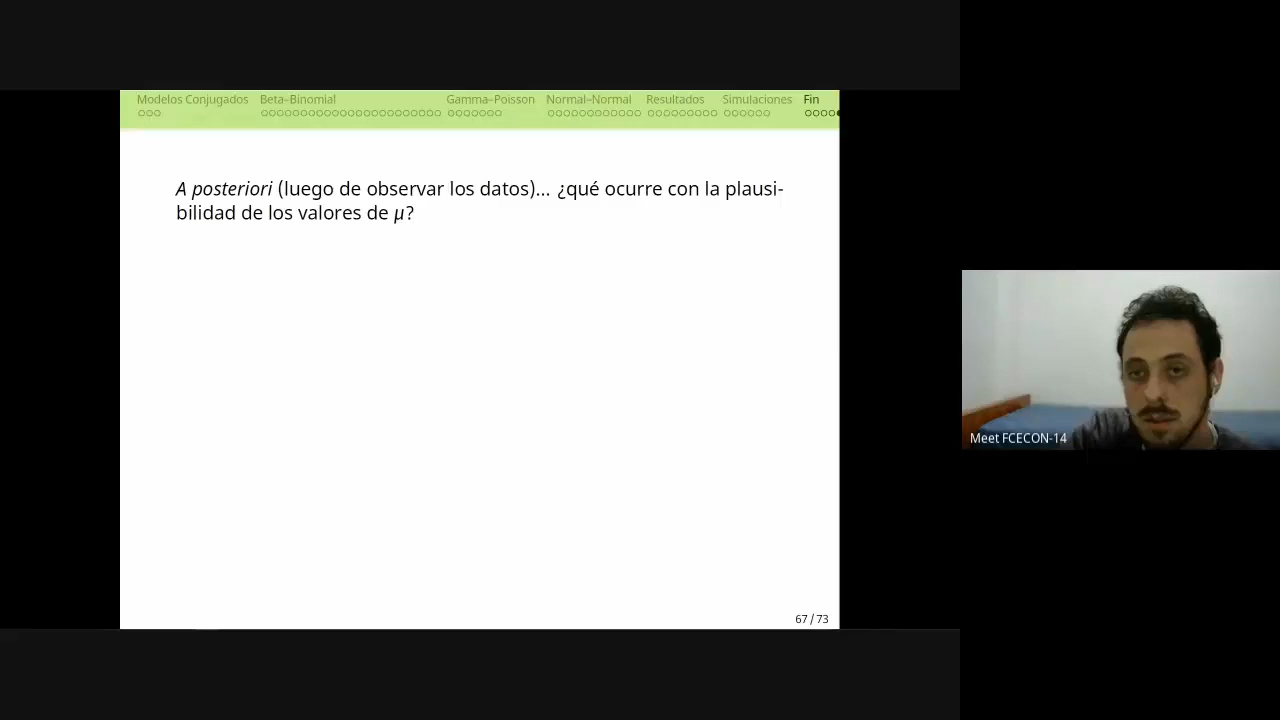 Modelos Conjugados Beta–Binomial Gamma–Poisson Normal–Normal Resultados Simulaciones Fin
A posteriori (luego de observar los datos)... ¿qué ocurre con la plausi-
bilidad de los valores de μ?
Meet FCECON-14
67 / 73